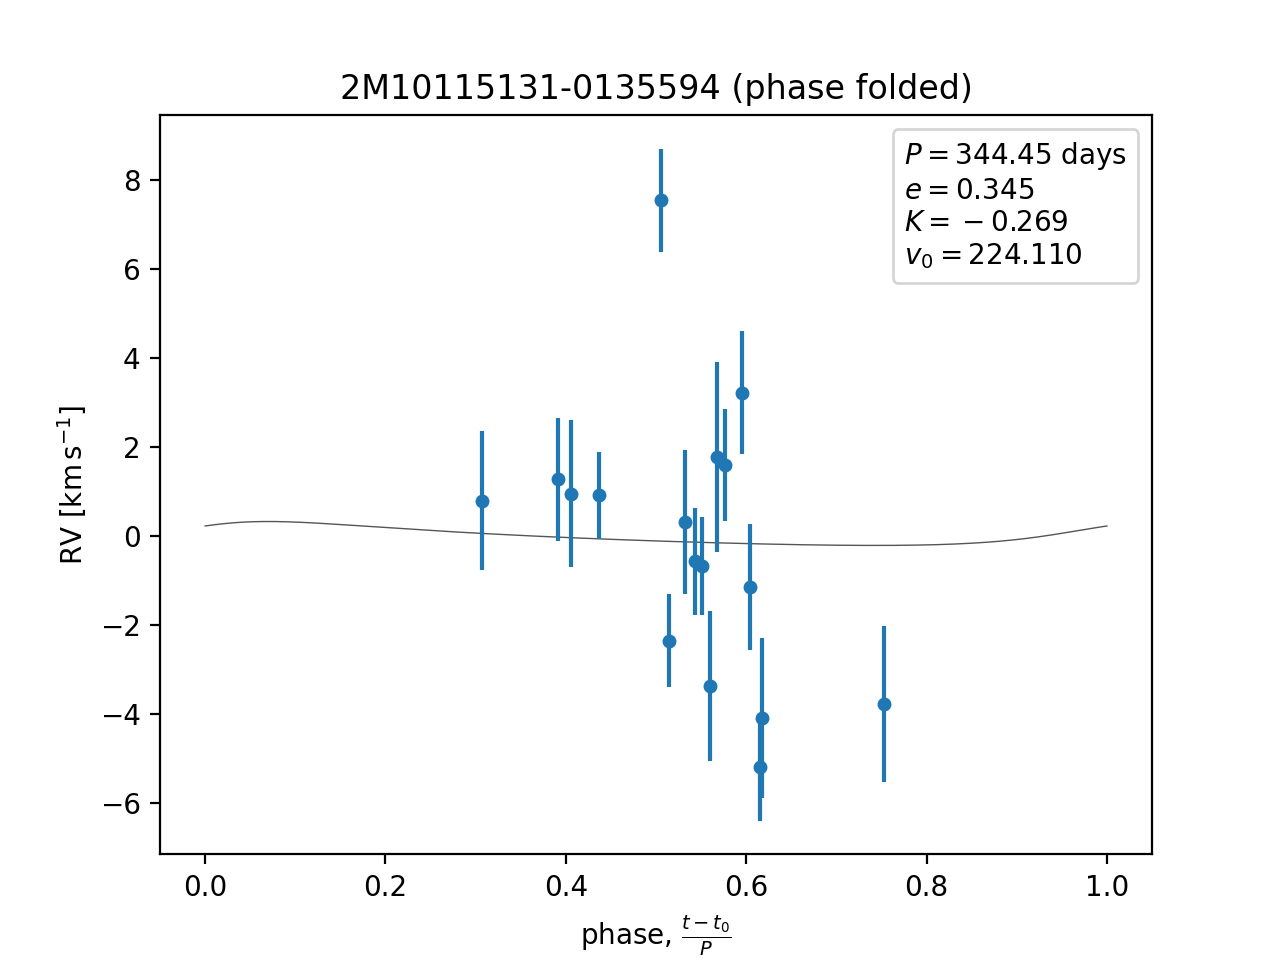 2M10115131-0135594 (phase folded)
P = 344.45 days
e = 0.345
K = −0.269
v₀ = 224.110
8
6
4
2
0
−2
−4
−6
RV [km s⁻¹]
0.0 0.2 0.4 0.6 0.8 1.0
phase, (t − t₀)/P